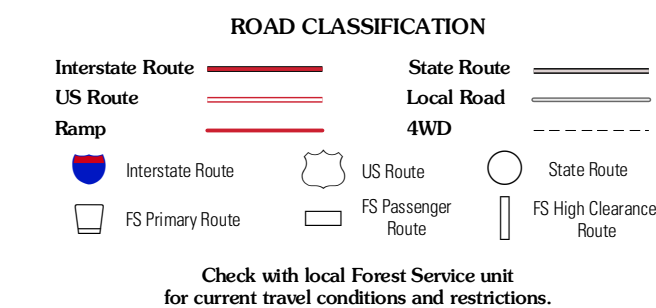 ROAD CLASSIFICATION
Interstate Route
State Route
US Route
Local Road
Ramp
4WD
Interstate Route
US Route
State Route
FS Primary Route
FS Passenger
Route
FS High Clearance
Route
Check with local Forest Service unit
for current travel conditions and restrictions.